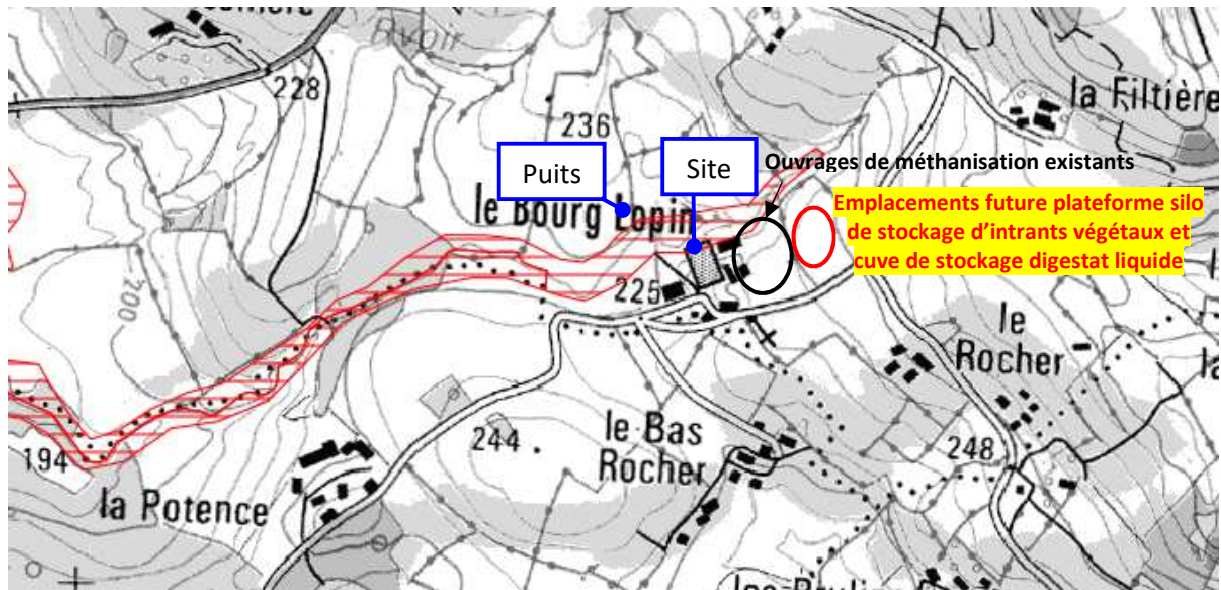 228
la Filtière
236
Puits
Site
Ouvrages de méthanisation existants
le Bourg Lopin
Emplacements future plateforme silo
de stockage d'intrants végétaux et
cuve de stockage digestat liquide
200
225
le
Rocher
la
244
le Bas
Rocher
248
194
la Potence